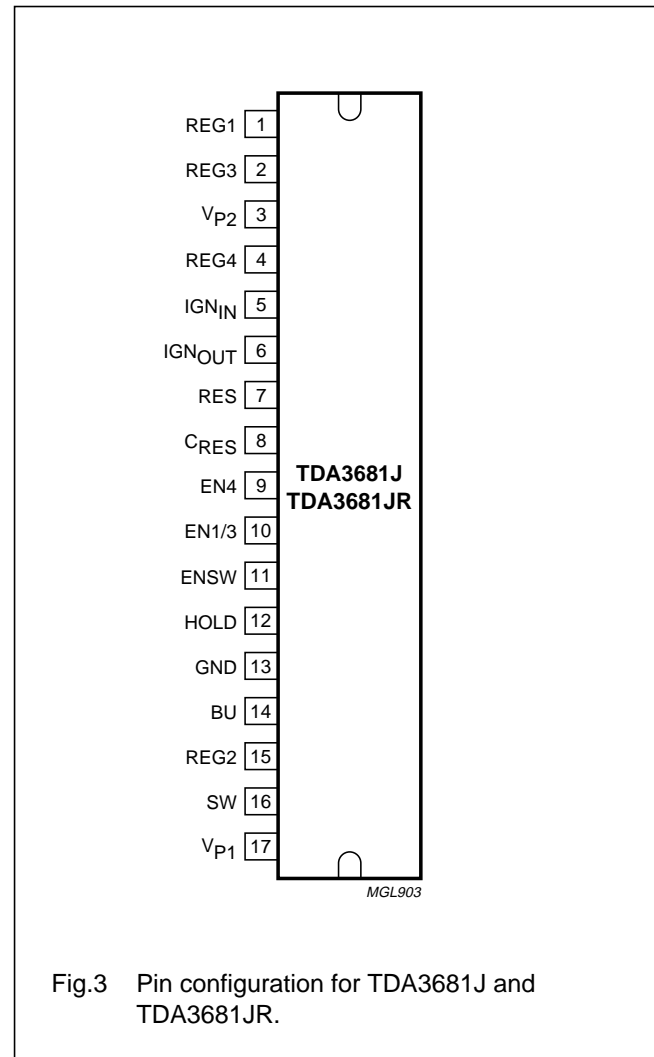 REG1 1
REG3 2
VP2 3
REG4 4
IGNIN 5
IGNOUT 6
RES 7
CRES 8
EN4 9
EN1/3 10
ENSW 11
HOLD 12
GND 13
BU 14
REG2 15
SW 16
VP1 17
TDA3681J
TDA3681JR
MGL903
Fig.3 Pin configuration for TDA3681J and
TDA3681JR.